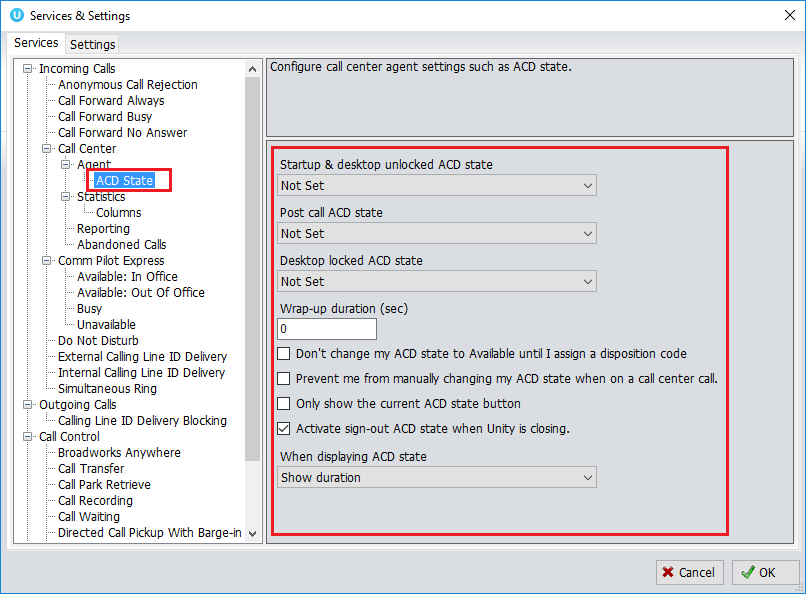 U Services & Settings
Services Settings
Incoming Calls
Anonymous Call Rejection
Call Forward Always
Call Forward Busy
Call Forward No Answer
Call Center
Agent
ACD State
Statistics
Columns
Reporting
Abandoned Calls
Comm Pilot Express
Available: In Office
Available: Out Of Office
Busy
Unavailable
Do Not Disturb
External Calling Line ID Delivery
Internal Calling Line ID Delivery
Simultaneous Ring
Outgoing Calls
Calling Line ID Delivery Blocking
Call Control
Broadworks Anywhere
Call Transfer
Call Park Retrieve
Call Recording
Call Waiting
Directed Call Pickup With Barge-in
Configure call center agent settings such as ACD state.
Startup & desktop unlocked ACD state
Not Set
Post call ACD state
Not Set
Desktop locked ACD state
Not Set
Wrap-up duration (sec)
0
Don't change my ACD state to Available until I assign a disposition code
Prevent me from manually changing my ACD state when on a call center call.
Only show the current ACD state button
Activate sign-out ACD state when Unity is closing.
When displaying ACD state
Show duration
Cancel OK